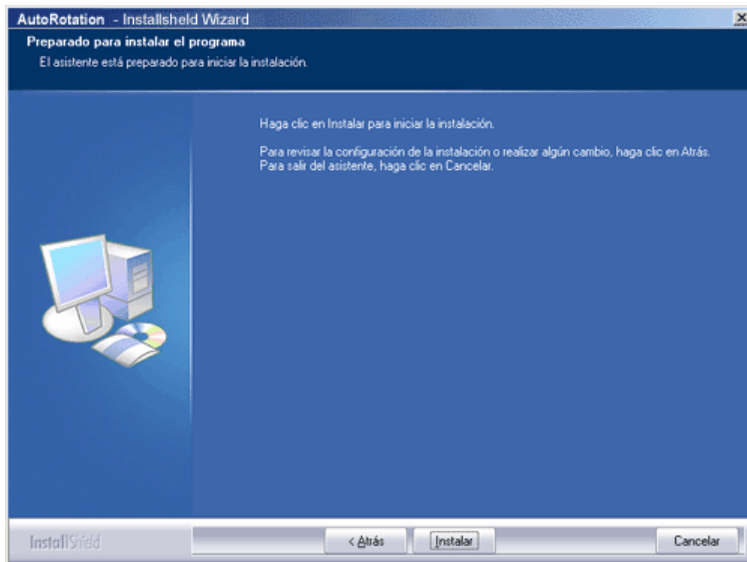 AutoRotation - Installsheld Wizard
Preparado para instalar el programa
El asistente está preparado para iniciar la instalación.
Haga clic en Instalar para iniciar la instalación.
Para revisar la configuración de la instalación o realizar algún cambio, haga clic en Atrás.
Para salir del asistente, haga clic en Cancelar.
InstallShield
< Atrás Instalar Cancelar